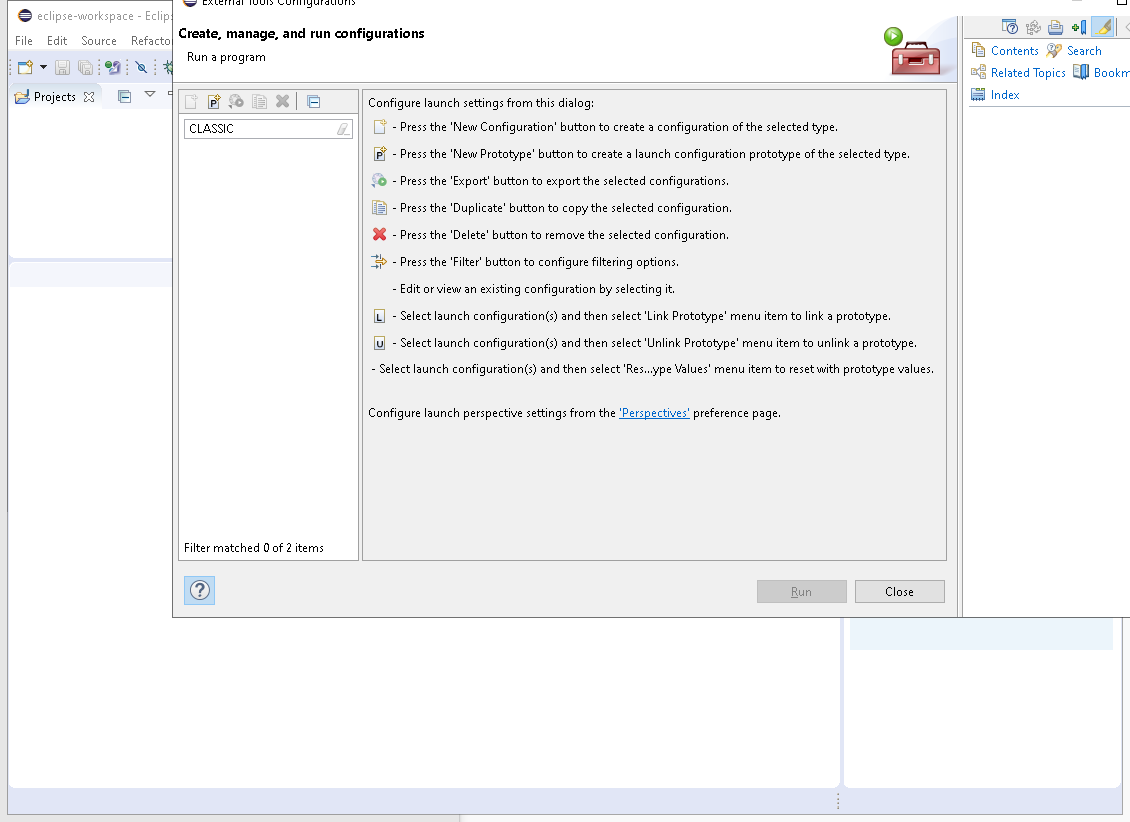 eclipse-workspace - Eclips
External Tools Configurations
File Edit Source Refacto
Create, manage, and run configurations
Run a program
Projects
CLASSIC
Filter matched 0 of 2 items
Configure launch settings from this dialog:
- Press the 'New Configuration' button to create a configuration of the selected type.
P - Press the 'New Prototype' button to create a launch configuration prototype of the selected type.
- Press the 'Export' button to export the selected configurations.
- Press the 'Duplicate' button to copy the selected configuration.
- Press the 'Delete' button to remove the selected configuration.
- Press the 'Filter' button to configure filtering options.
- Edit or view an existing configuration by selecting it.
L - Select launch configuration(s) and then select 'Link Prototype' menu item to link a prototype.
U - Select launch configuration(s) and then select 'Unlink Prototype' menu item to unlink a prototype.
- Select launch configuration(s) and then select 'Res...ype Values' menu item to reset with prototype values.
Configure launch perspective settings from the 'Perspectives' preference page.
? Run Close
Contents Search
Related Topics Bookm
Index